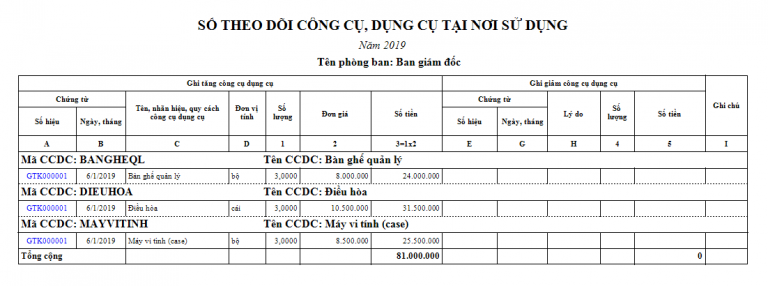 SỔ THEO DÕI CÔNG CỤ, DỤNG CỤ TẠI NƠI SỬ DỤNG
Năm 2019
Tên phòng ban: Ban giám đốc
Ghi tăng công cụ dụng cụ Ghi giảm công cụ dụng cụ Ghi chú
Chứng từ Tên, nhãn hiệu, quy cách công cụ dụng cụ Đơn vị tính Số lượng Đơn giá Số tiền Chứng từ Lý do Số lượng Số tiền
Số hiệu Ngày, tháng Số hiệu Ngày, tháng
A B C D 1 2 3=1x2 E G H 4 5 I
Mã CCDC: BANGHEQL Tên CCDC: Bàn ghế quản lý
GTK000001 6/1/2019 Bàn ghế quản lý bộ 3,0000 8.000.000 24.000.000
Mã CCDC: DIEUHOA Tên CCDC: Điều hòa
GTK000001 6/1/2019 Điều hòa cái 3,0000 10.500.000 31.500.000
Mã CCDC: MAYVITINH Tên CCDC: Máy vi tính (case)
GTK000001 6/1/2019 Máy vi tính (case) bộ 3,0000 8.500.000 25.500.000
Tổng cộng 81.000.000 0